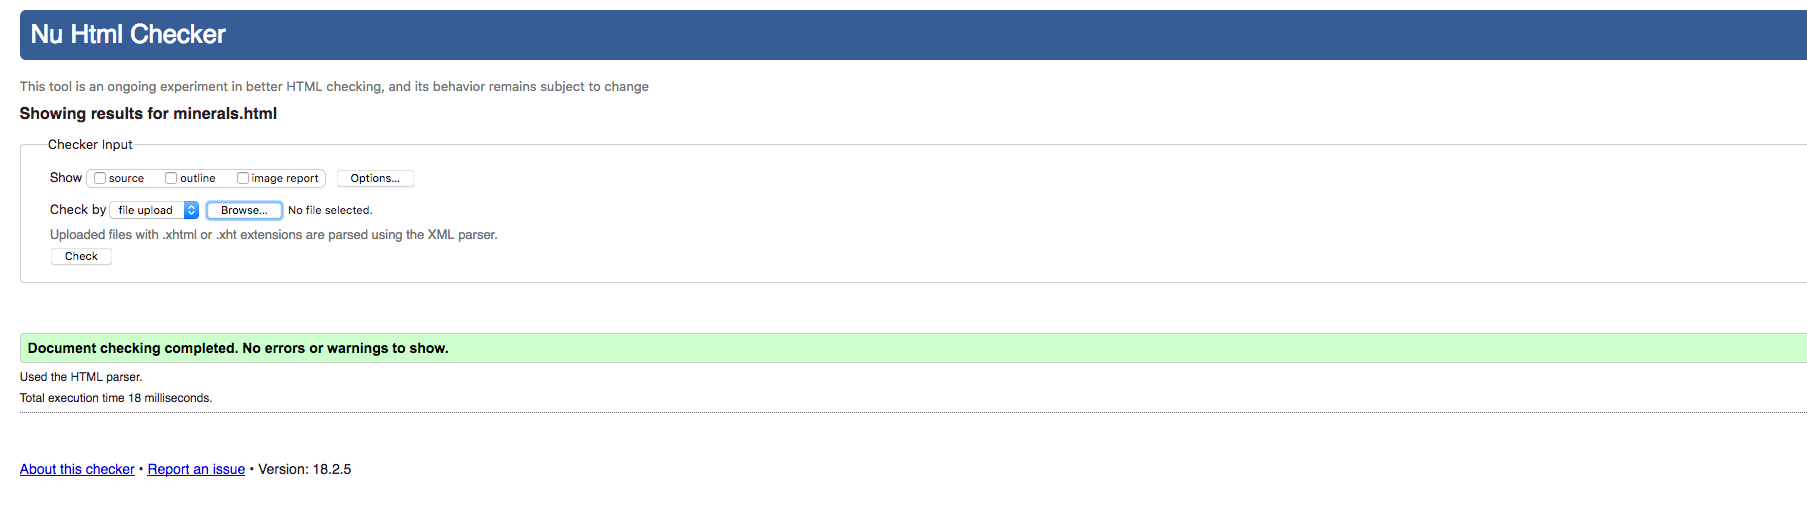 Nu Html Checker
This tool is an ongoing experiment in better HTML checking, and its behavior remains subject to change
Showing results for minerals.html
Checker Input
Show source outline image report Options...
Check by file upload Browse... No file selected.
Uploaded files with .xhtml or .xht extensions are parsed using the XML parser.
Check
Document checking completed. No errors or warnings to show.
Used the HTML parser.
Total execution time 18 milliseconds.
About this checker • Report an issue • Version: 18.2.5